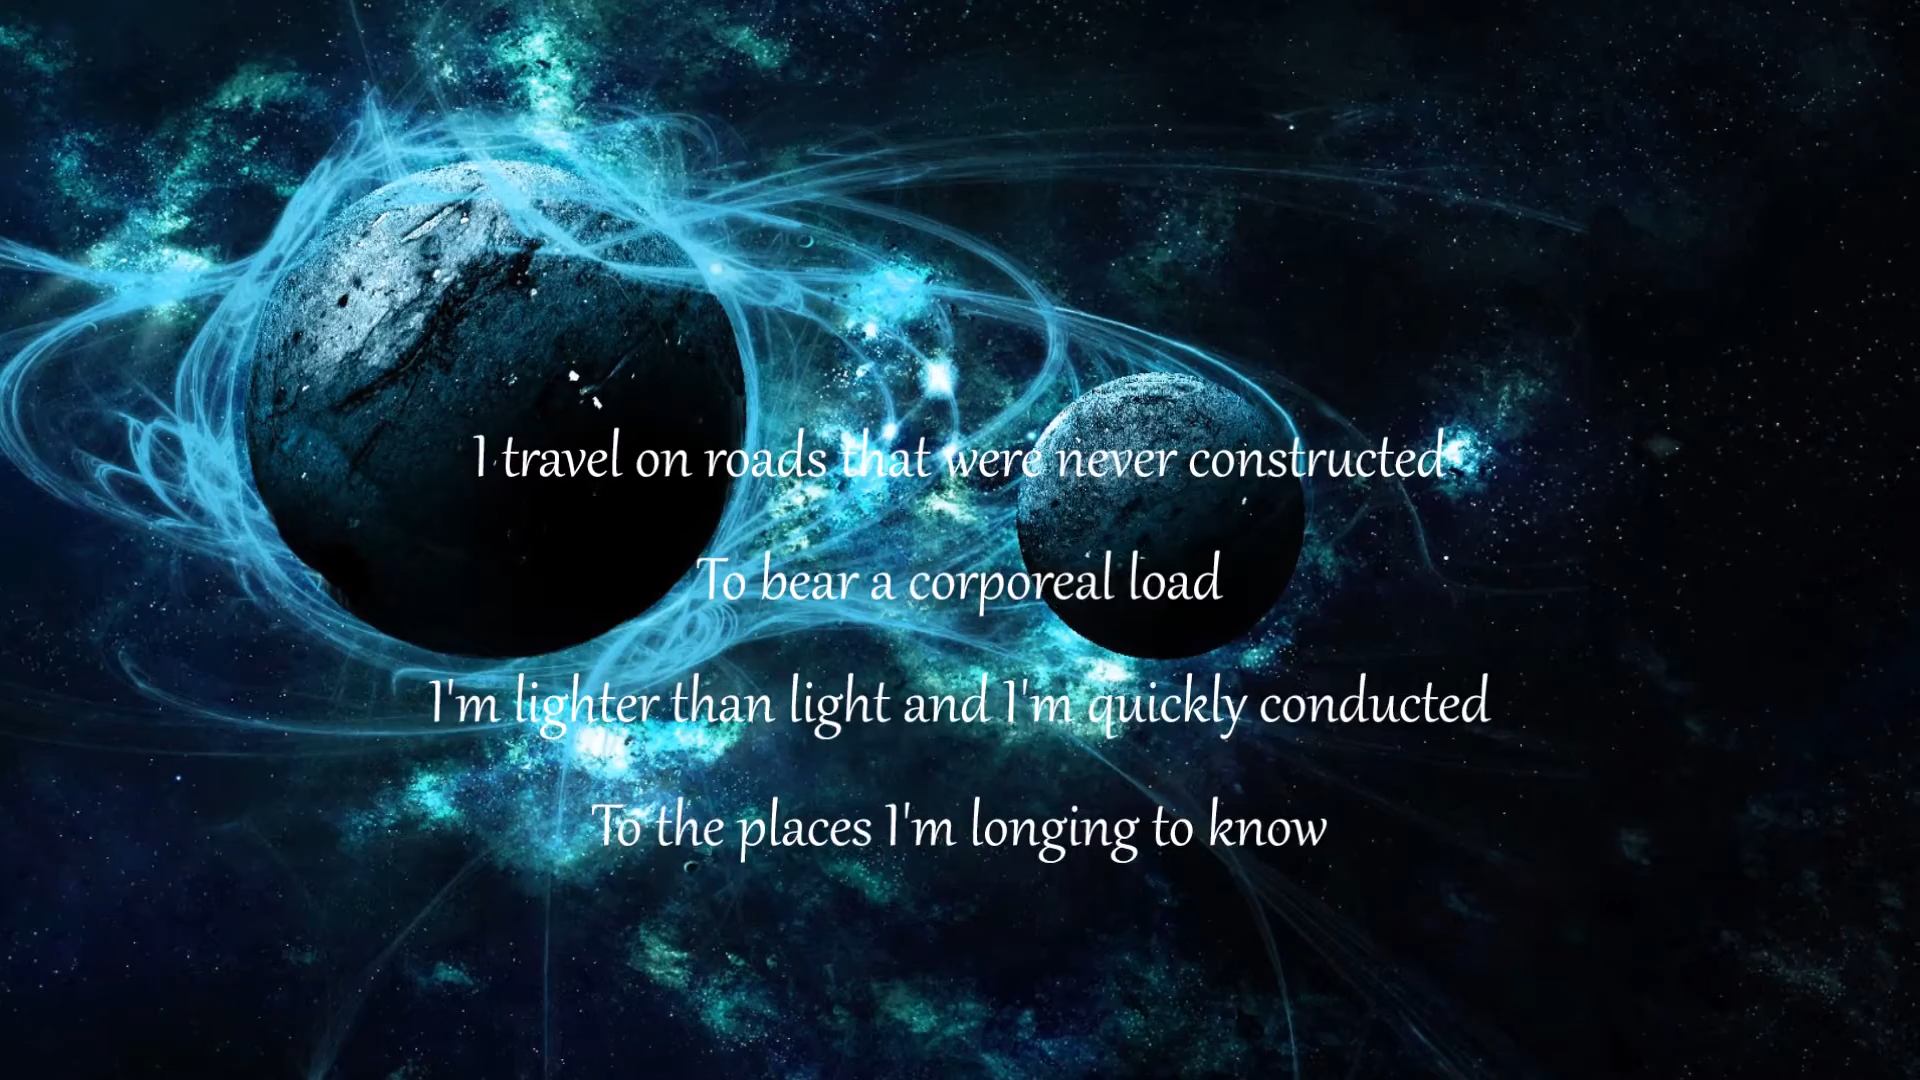 I travel on roads that were never constructed
To bear a corporeal load
I'm lighter than light and I'm quickly conducted
To the places I'm longing to know